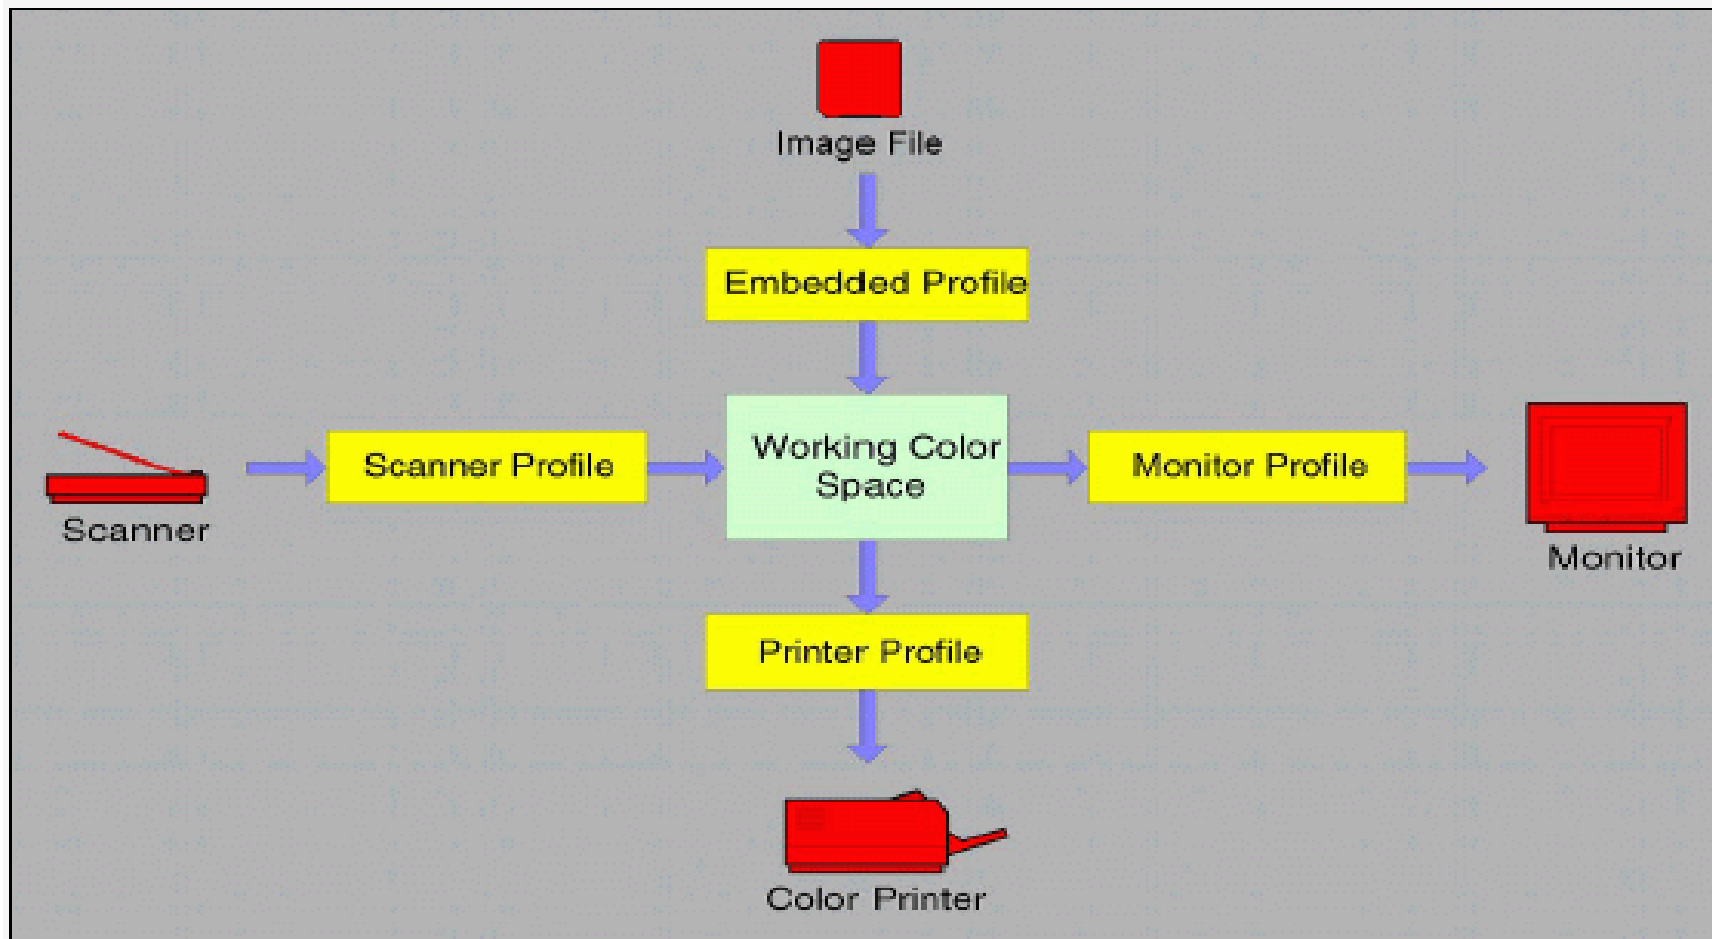 Image File
Embedded Profile
Scanner Profile
Working Color
Space
Monitor Profile
Scanner
Monitor
Printer Profile
Color Printer